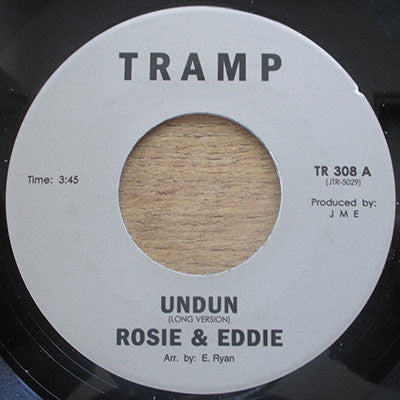 TRAMP
TR 308 A
(JTR-5029)
Time: 3:45
Produced by:
J M E
UNDUN
(LONG VERSION)
ROSIE & EDDIE
Arr. by: E. Ryan